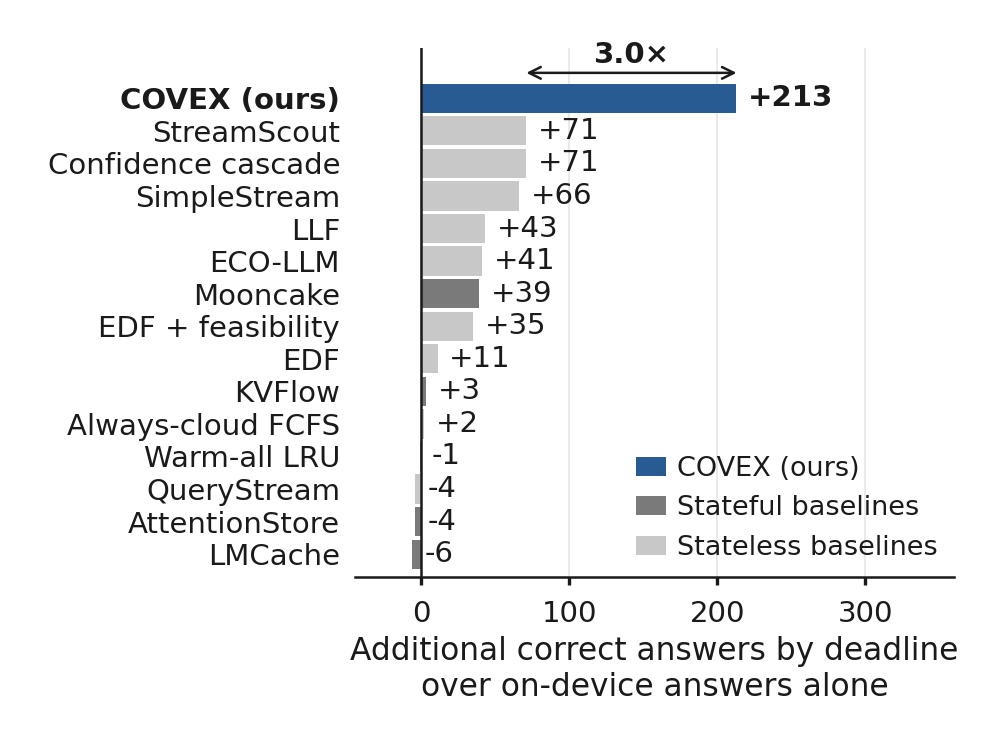 3.0×
COVEX (ours) +213
StreamScout +71
Confidence cascade +71
SimpleStream +66
LLF +43
ECO-LLM +41
Mooncake +39
EDF + feasibility +35
EDF +11
KVFlow +3
Always-cloud FCFS +2
Warm-all LRU -1
QueryStream -4
AttentionStore -4
LMCache -6
COVEX (ours)
Stateful baselines
Stateless baselines
0 100 200 300
Additional correct answers by deadline
over on-device answers alone